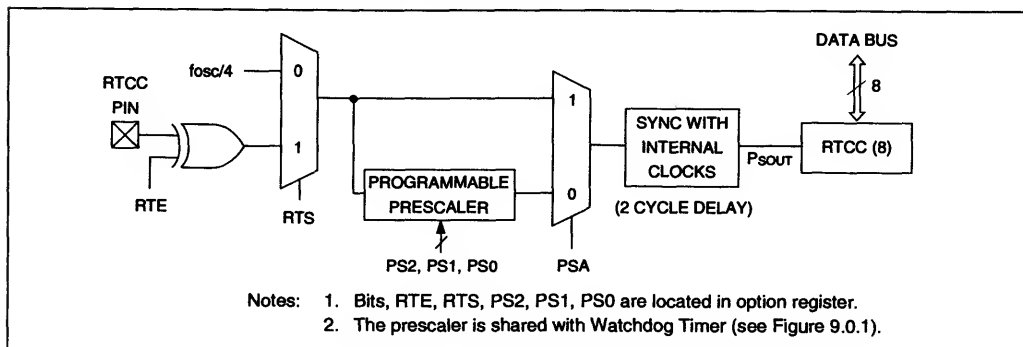 DATA BUS
8
fosc/4
0
RTCC
PIN
1
RTE
RTS
PROGRAMMABLE
PRESCALER
PS2, PS1, PS0
1
0
PSA
SYNC WITH
INTERNAL
CLOCKS
(2 CYCLE DELAY)
PSOUT
RTCC (8)
Notes: 1. Bits, RTE, RTS, PS2, PS1, PS0 are located in option register.
2. The prescaler is shared with Watchdog Timer (see Figure 9.0.1).